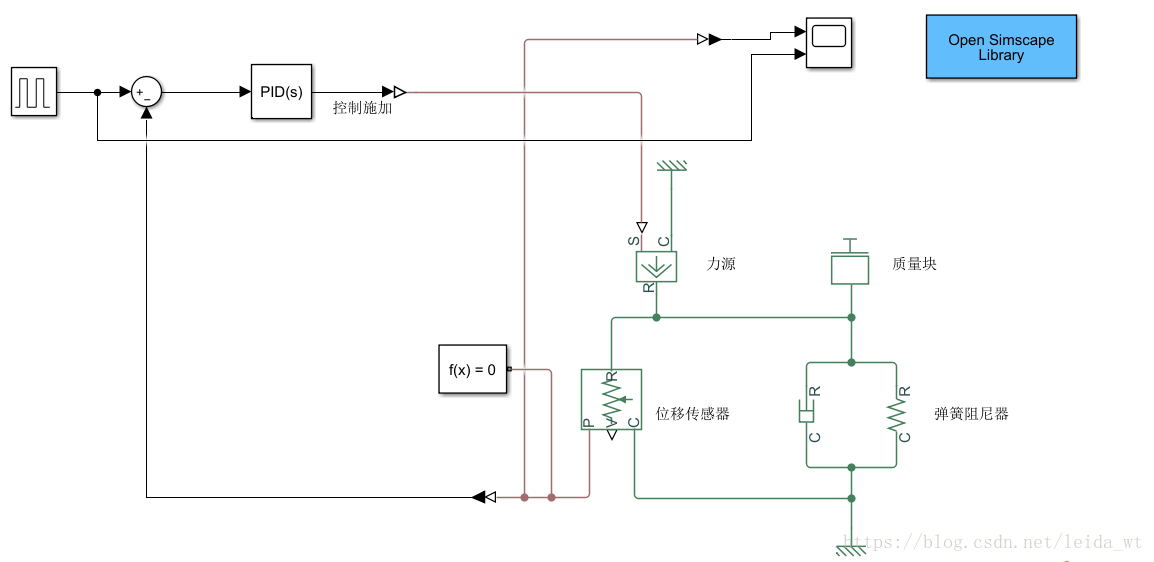 Open Simscape
Library
+
−
PID(s)
控制施加
S
C
力源
R
质量块
f(x) = 0
R
P
V
C
位移传感器
R
C
R
C
弹簧阻尼器
https://blog.csdn.net/leida_wt